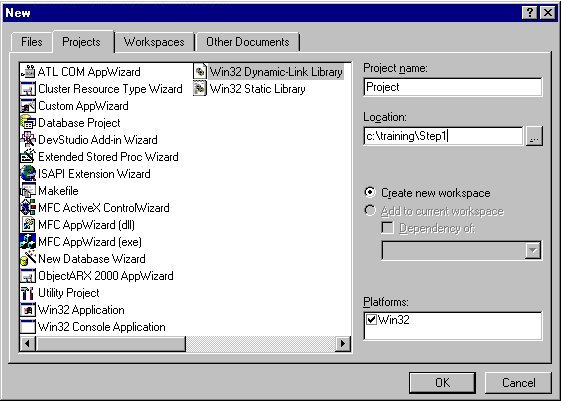 New
Files
Projects
Workspaces
Other Documents
ATL COM AppWizard
Cluster Resource Type Wizard
Custom AppWizard
Database Project
DevStudio Add-in Wizard
Extended Stored Proc Wizard
ISAPI Extension Wizard
Makefile
MFC ActiveX ControlWizard
MFC AppWizard (dll)
MFC AppWizard (exe)
New Database Wizard
ObjectARX 2000 AppWizard
Utility Project
Win32 Application
Win32 Console Application
Win32 Dynamic-Link Library
Win32 Static Library
Project name:
Project
Location:
c:\training\Step1
...
Create new workspace
Add to current workspace
Dependency of:
Platforms:
Win32
OK
Cancel